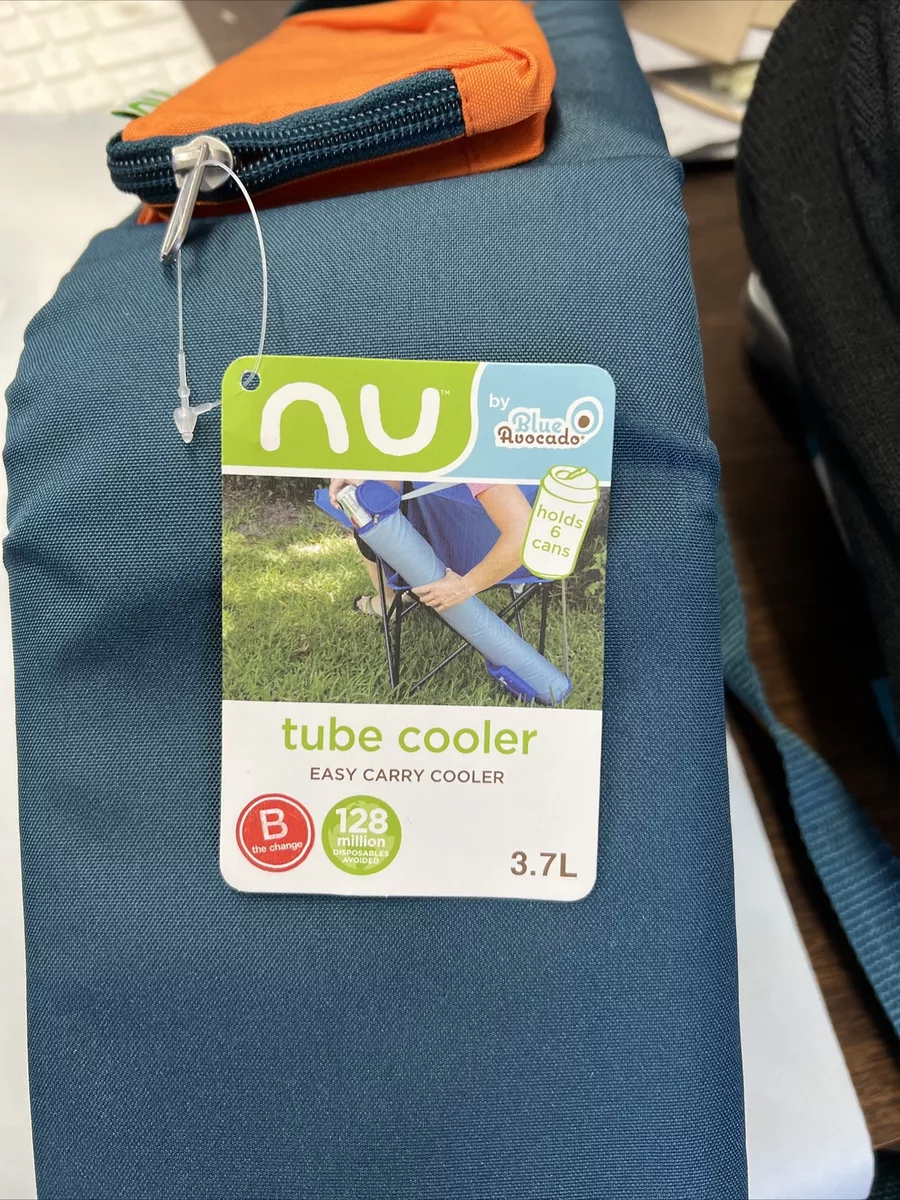 nu™
by
Blue
Avocado®
holds
6
cans
tube cooler
EASY CARRY COOLER
B
the change
128
million
DISPOSABLES
AVOIDED
3.7L